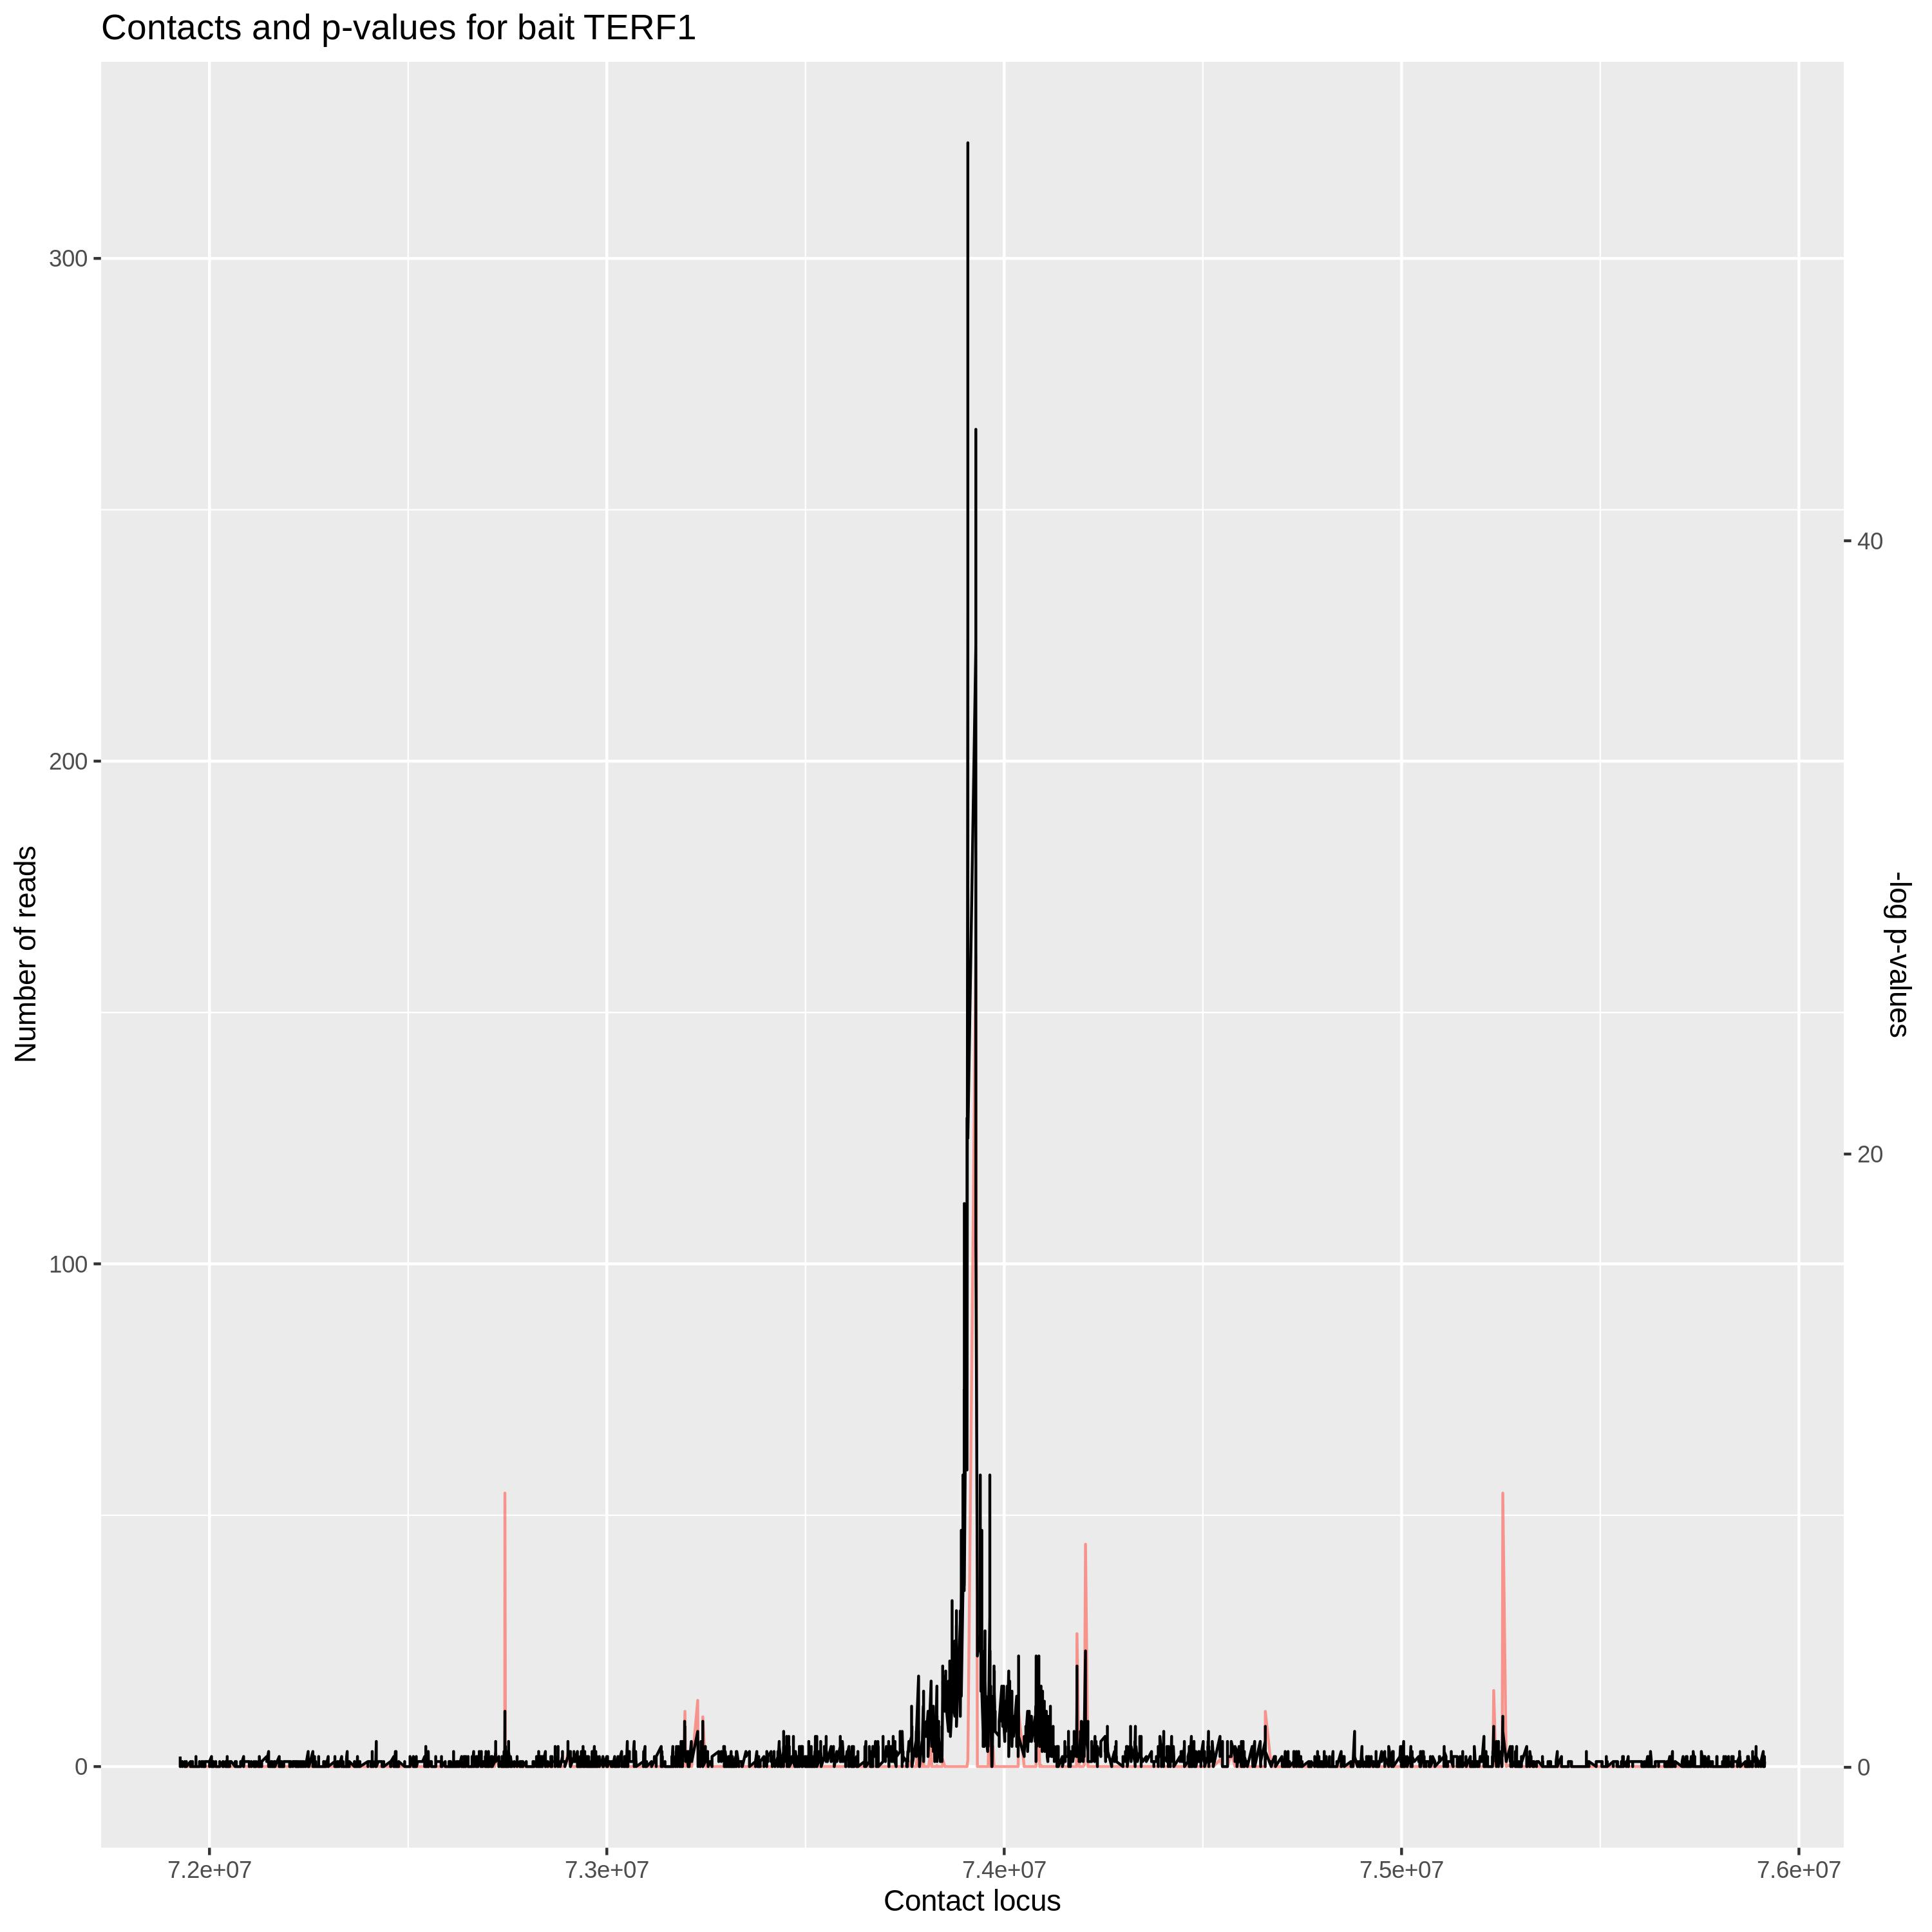 Contacts and p-values for bait TERF1
300
200
100
0
Number of reads
40
20
0
-log p-values
7.2e+07
7.3e+07
7.4e+07
7.5e+07
7.6e+07
Contact locus